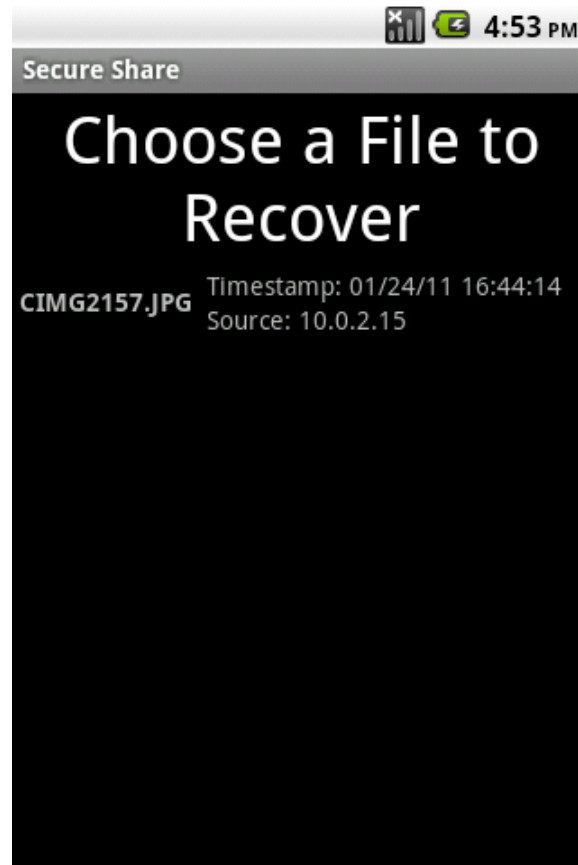 4:53 PM
Secure Share
Choose a File to
Recover
CIMG2157.JPG
Timestamp: 01/24/11 16:44:14
Source: 10.0.2.15